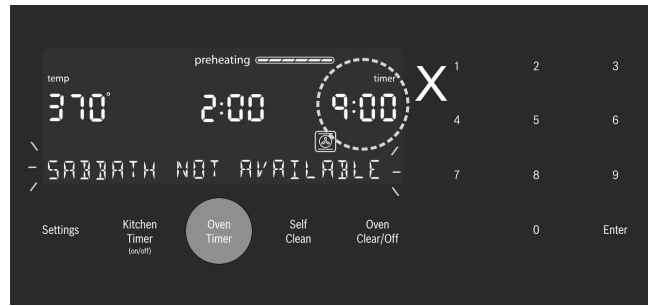 preheating
temp
timer
370° 2:00 9:00
X
SABBATH NOT AVAILABLE
Settings
Kitchen
Timer
(on/off)
Oven
Timer
Self
Clean
Oven
Clear/Off
1 2 3
4 5 6
7 8 9
0 Enter